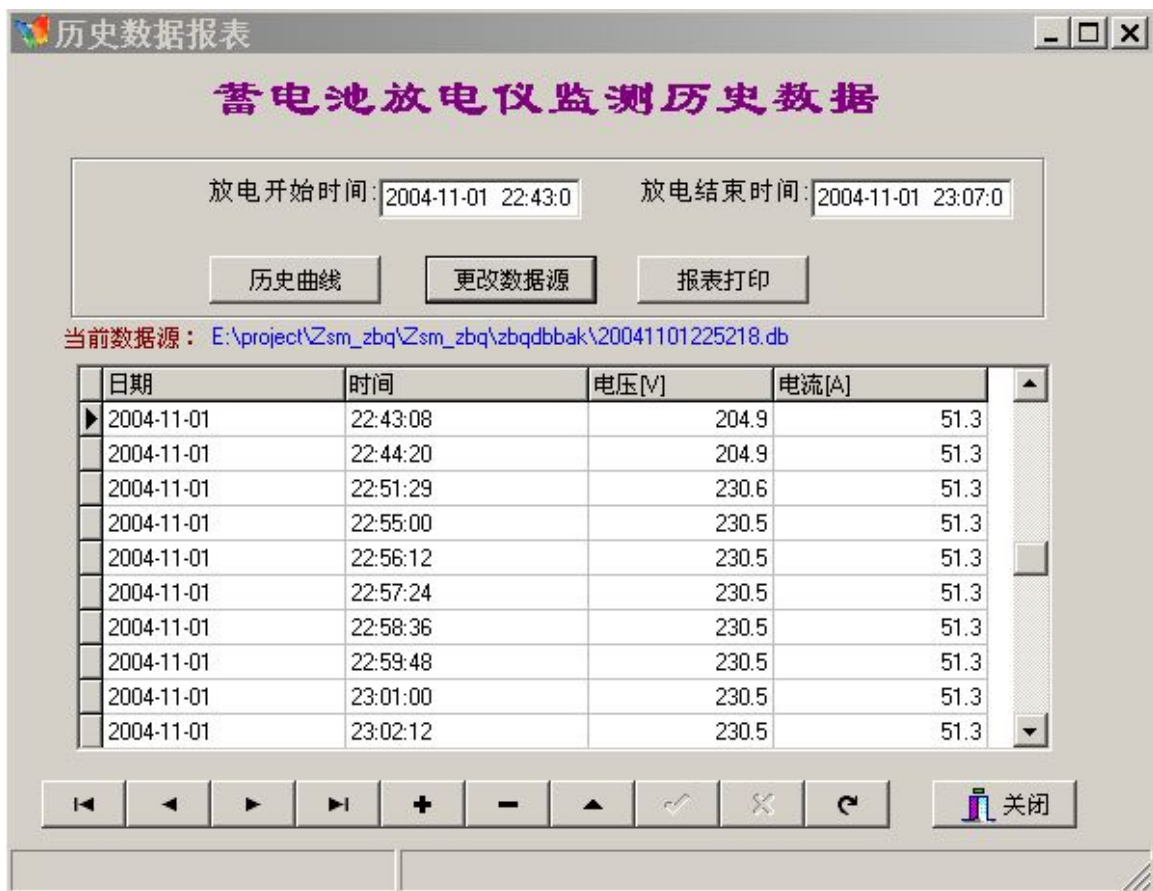 历史数据报表
蓄电池放电仪监测历史数据
放电开始时间: 2004-11-01 22:43:0 放电结束时间: 2004-11-01 23:07:0
历史曲线 更改数据源 报表打印
当前数据源: E:\project\Zsm_zbq\Zsm_zbq\zbqdbbak\20041101225218.db
日期 时间 电压[V] 电流[A]
2004-11-01 22:43:08 204.9 51.3
2004-11-01 22:44:20 204.9 51.3
2004-11-01 22:51:29 230.6 51.3
2004-11-01 22:55:00 230.5 51.3
2004-11-01 22:56:12 230.5 51.3
2004-11-01 22:57:24 230.5 51.3
2004-11-01 22:58:36 230.5 51.3
2004-11-01 22:59:48 230.5 51.3
2004-11-01 23:01:00 230.5 51.3
2004-11-01 23:02:12 230.5 51.3
关闭